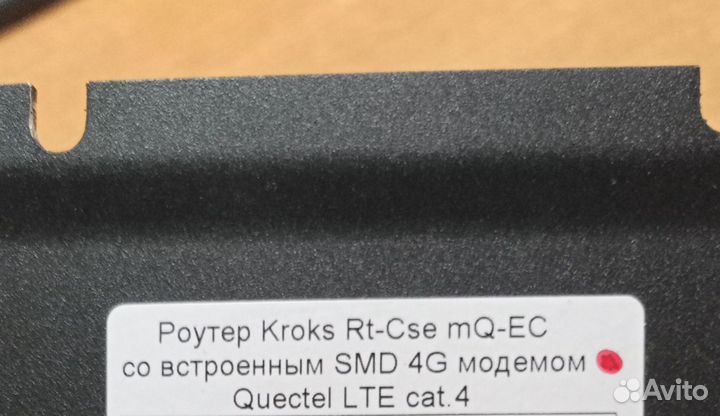 Роутер Kroks Rt-Cse mQ-EC
со встроенным SMD 4G модемом
Quectel LTE cat.4
Avito